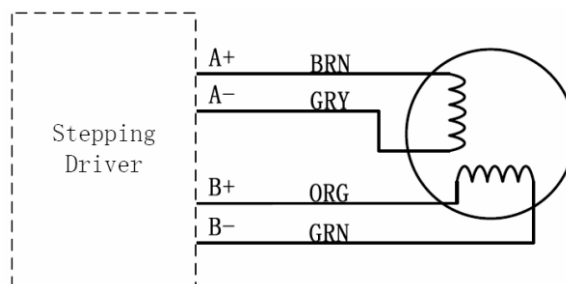 A+ BRN
A- GRY
Stepping
Driver
B+ ORG
B- GRN